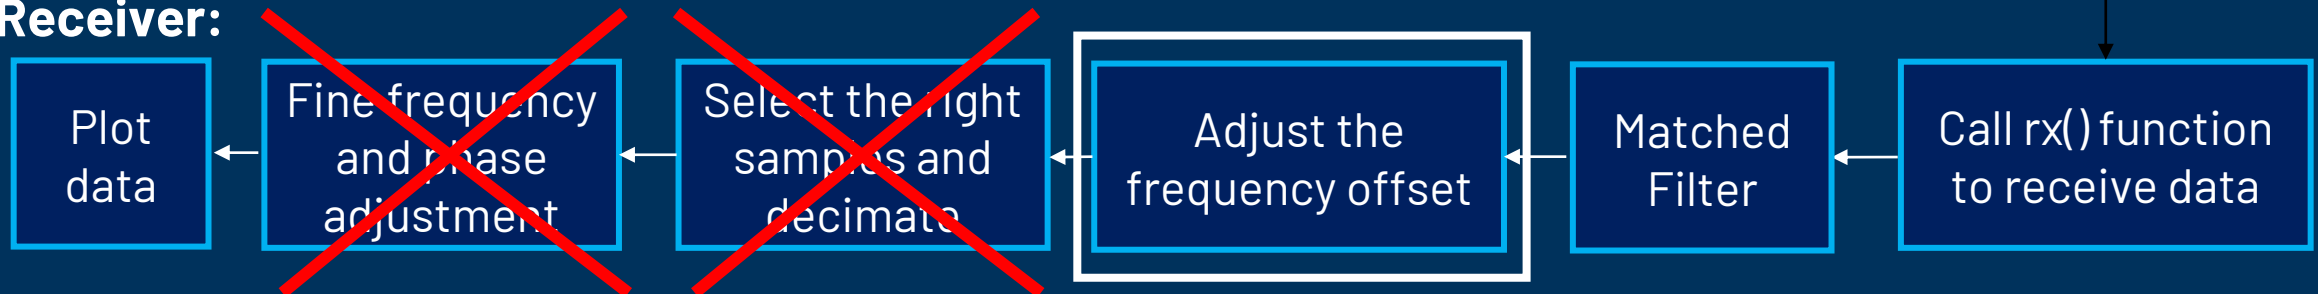 Receiver:
Plot
data
Fine frequency
and phase
adjustment
Select the right
samples and
decimate
Adjust the
frequency offset
Matched
Filter
Call rx() function
to receive data